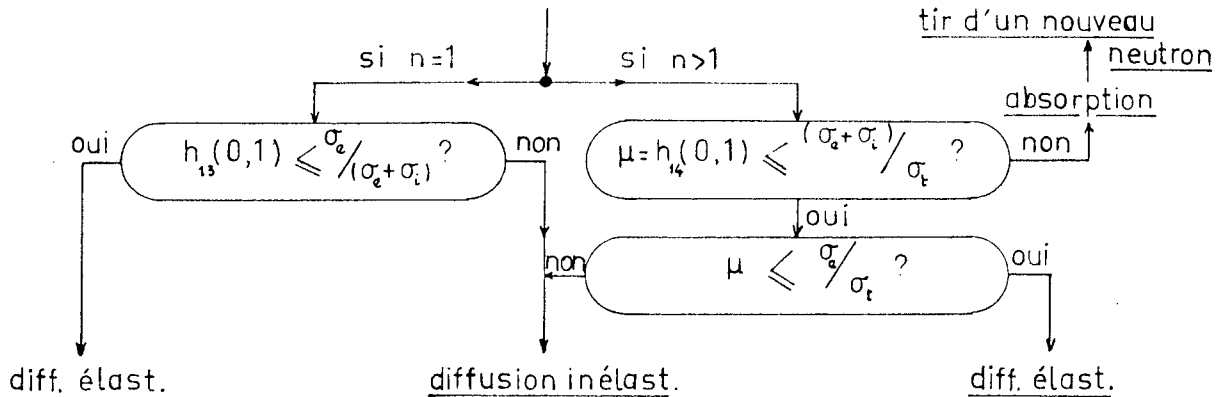 tir d'un nouveau
neutron
si n=1
si n>1
absorption
oui
h₁₃(0,1) ⩽ σₑ/(σₑ+σᵢ) ?
non
μ=h₁₄(0,1) ⩽ (σₑ+σᵢ)/σₜ ?
non
oui
non
μ ⩽ σₑ/σₜ ?
oui
diff. élast.
diffusion inélast.
diff. élast.